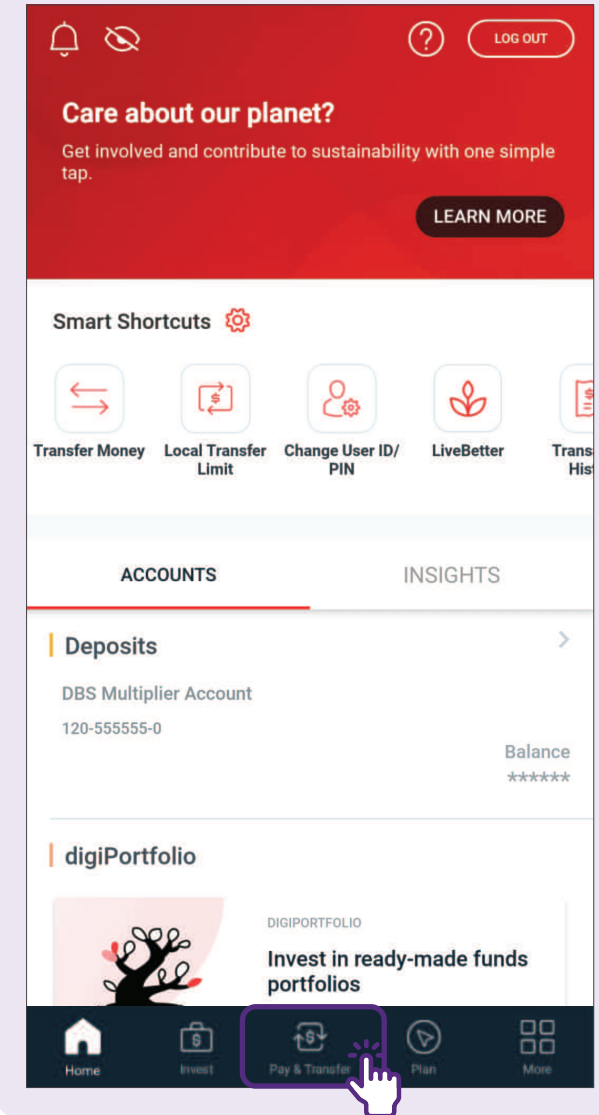 LOG OUT
Care about our planet?
Get involved and contribute to sustainability with one simple
tap.
LEARN MORE
Smart Shortcuts
Transfer Money
Local Transfer
Limit
Change User ID/
PIN
LiveBetter
Trans
His
ACCOUNTS
INSIGHTS
Deposits
DBS Multiplier Account
120-555555-0
Balance
******
digiPortfolio
DIGIPORTFOLIO
Invest in ready-made funds
portfolios
Home
Invest
Pay & Transfer
Plan
More